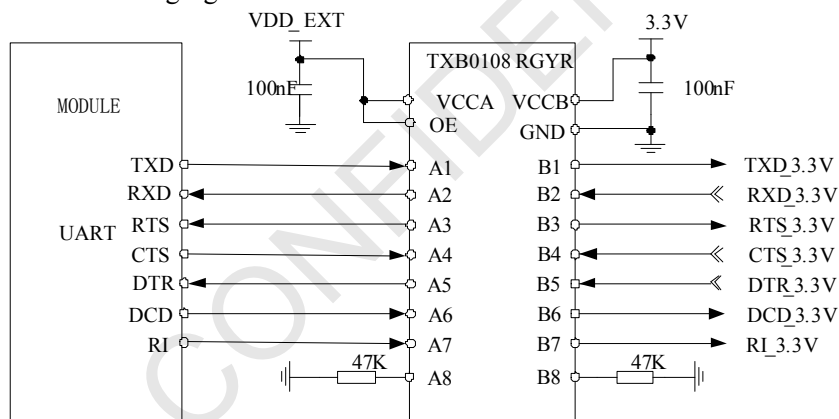 VDD_EXT
3.3V
TXB0108 RGYR
100nF
100nF
MODULE
VCCA VCCB
OE
GND
TXD A1 B1 TXD_3.3V
RXD A2 B2 RXD_3.3V
RTS A3 B3 RTS_3.3V
UART
CTS A4 B4 CTS_3.3V
DTR A5 B5 DTR_3.3V
DCD A6 B6 DCD_3.3V
RI A7 B7 RI_3.3V
47K 47K
A8 B8